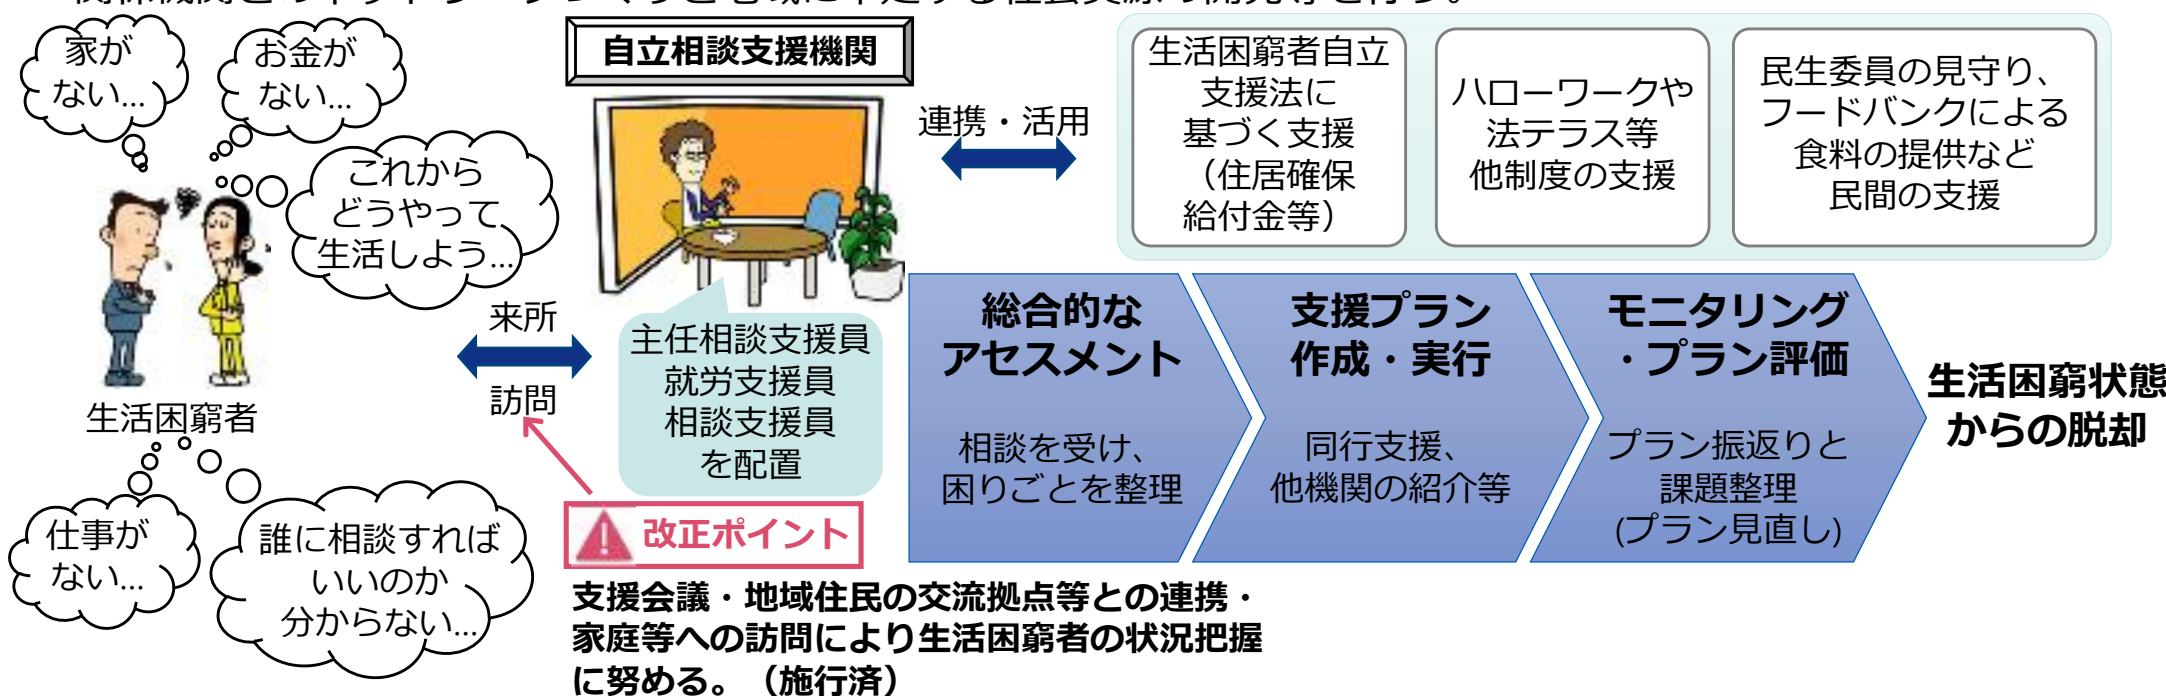 家が
ない…
お金が
ない…
これから
どうやって
生活しよう…
生活困窮者
仕事が
ない…
誰に相談すれば
いいのか
分からない…
来所
訪問
自立相談支援機関
主任相談支援員
就労支援員
相談支援員
を配置
改正ポイント
支援会議・地域住民の交流拠点等との連携・
家庭等への訪問により生活困窮者の状況把握
に努める。（施行済）
連携・活用
生活困窮者自立
支援法に
基づく支援
（住居確保
給付金等）
ハローワークや
法テラス等
他制度の支援
民生委員の見守り、
フードバンクによる
食料の提供など
民間の支援
総合的な
アセスメント
相談を受け、
困りごとを整理
支援プラン
作成・実行
同行支援、
他機関の紹介等
モニタリング
・プラン評価
プラン振返りと
課題整理
(プラン見直し)
生活困窮状態
からの脱却